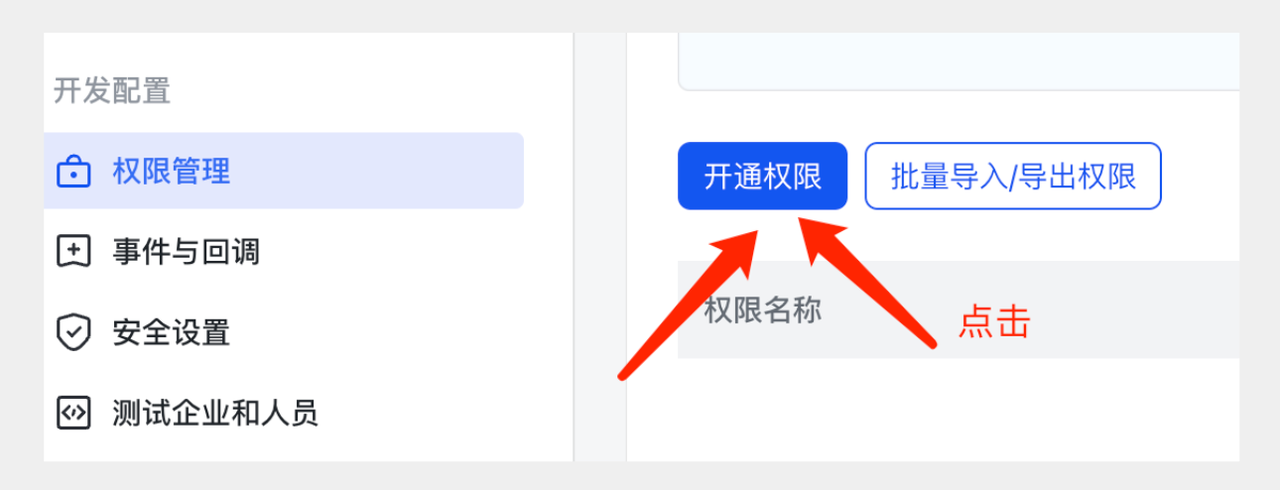 开发配置
权限管理
事件与回调
安全设置
测试企业和人员
开通权限
批量导入/导出权限
权限名称
点击